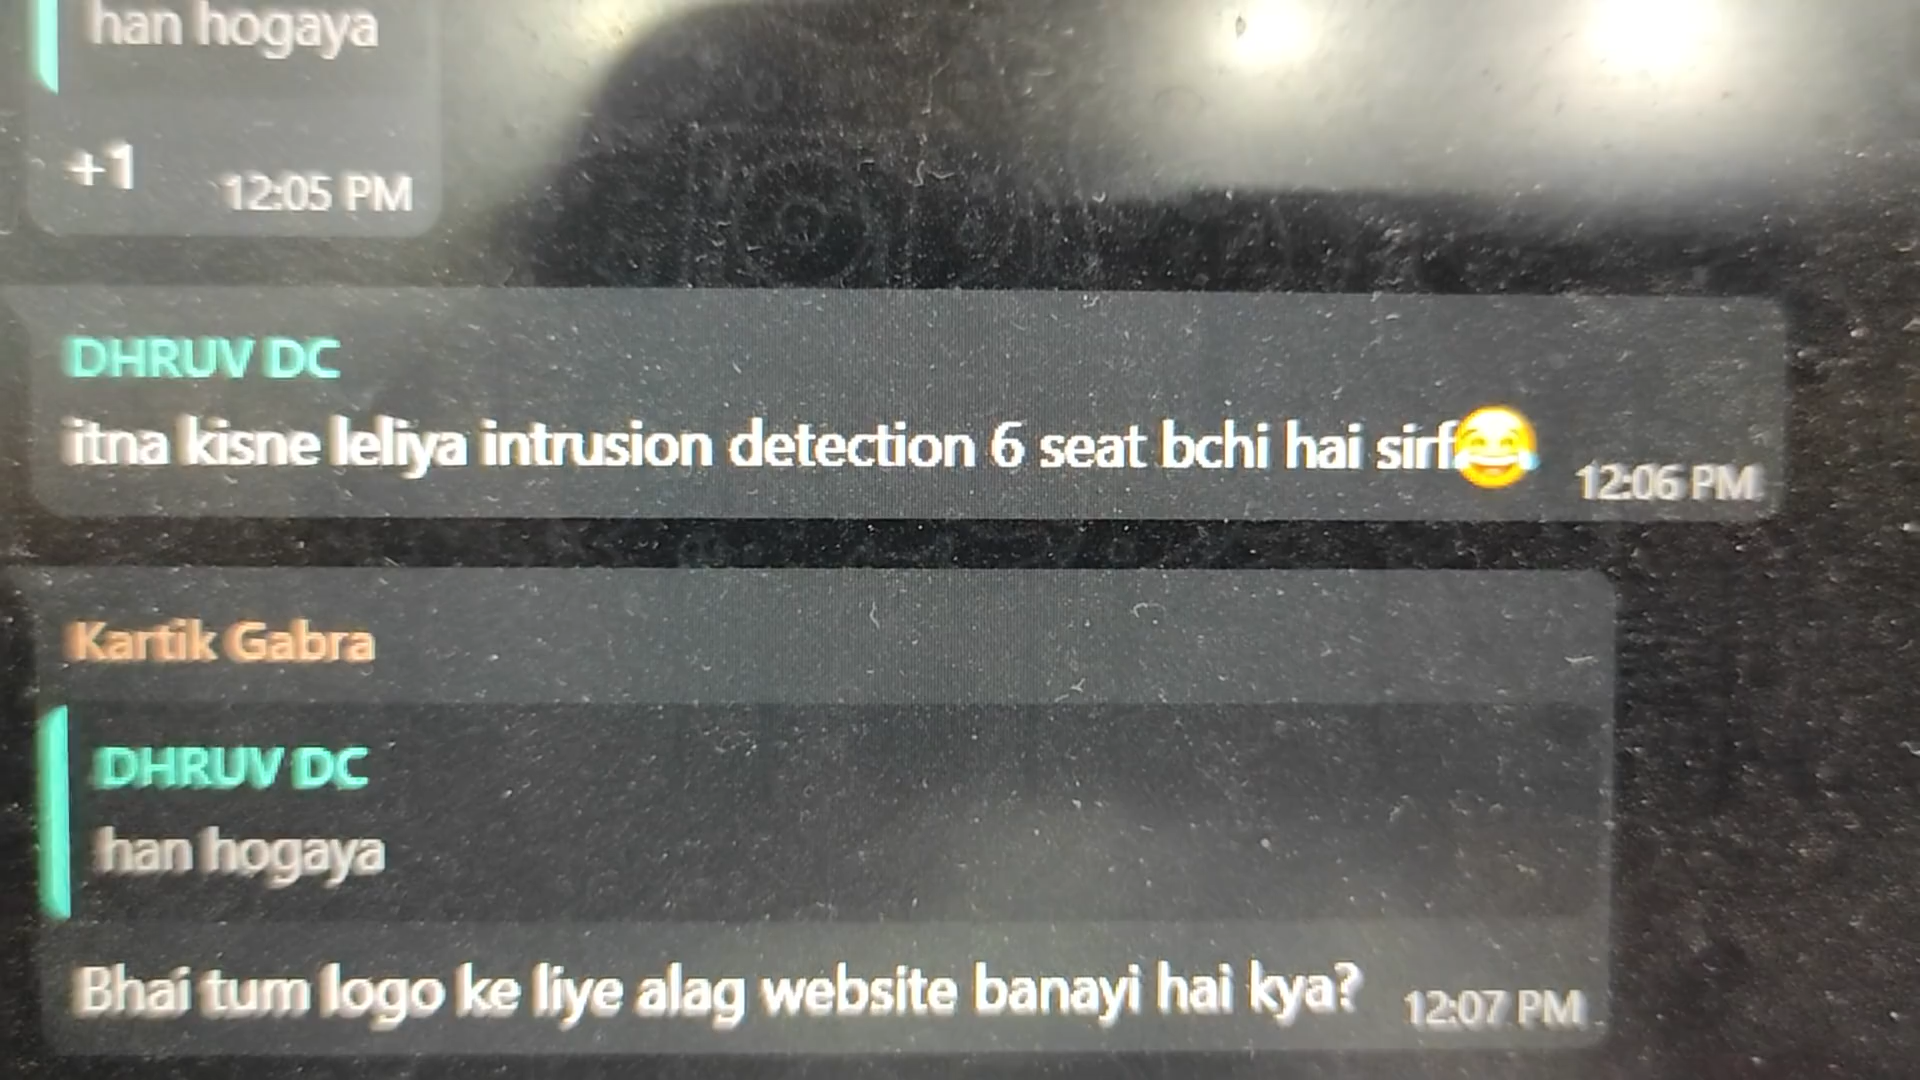 han hogaya
+1 12:05 PM
DHRUV DC
itna kisne leliya intrusion detection 6 seat bchi hai sirf😂 12:06 PM
Kartik Gabra
DHRUV DC
han hogaya
Bhai tum logo ke liye alag website banayi hai kya? 12:07 PM